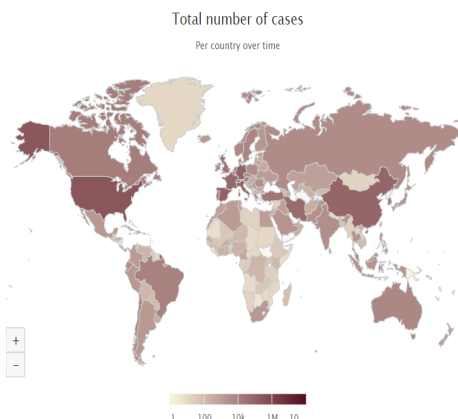 Total number of cases
Per country over time
+
−
1 100 10k 1M 10...